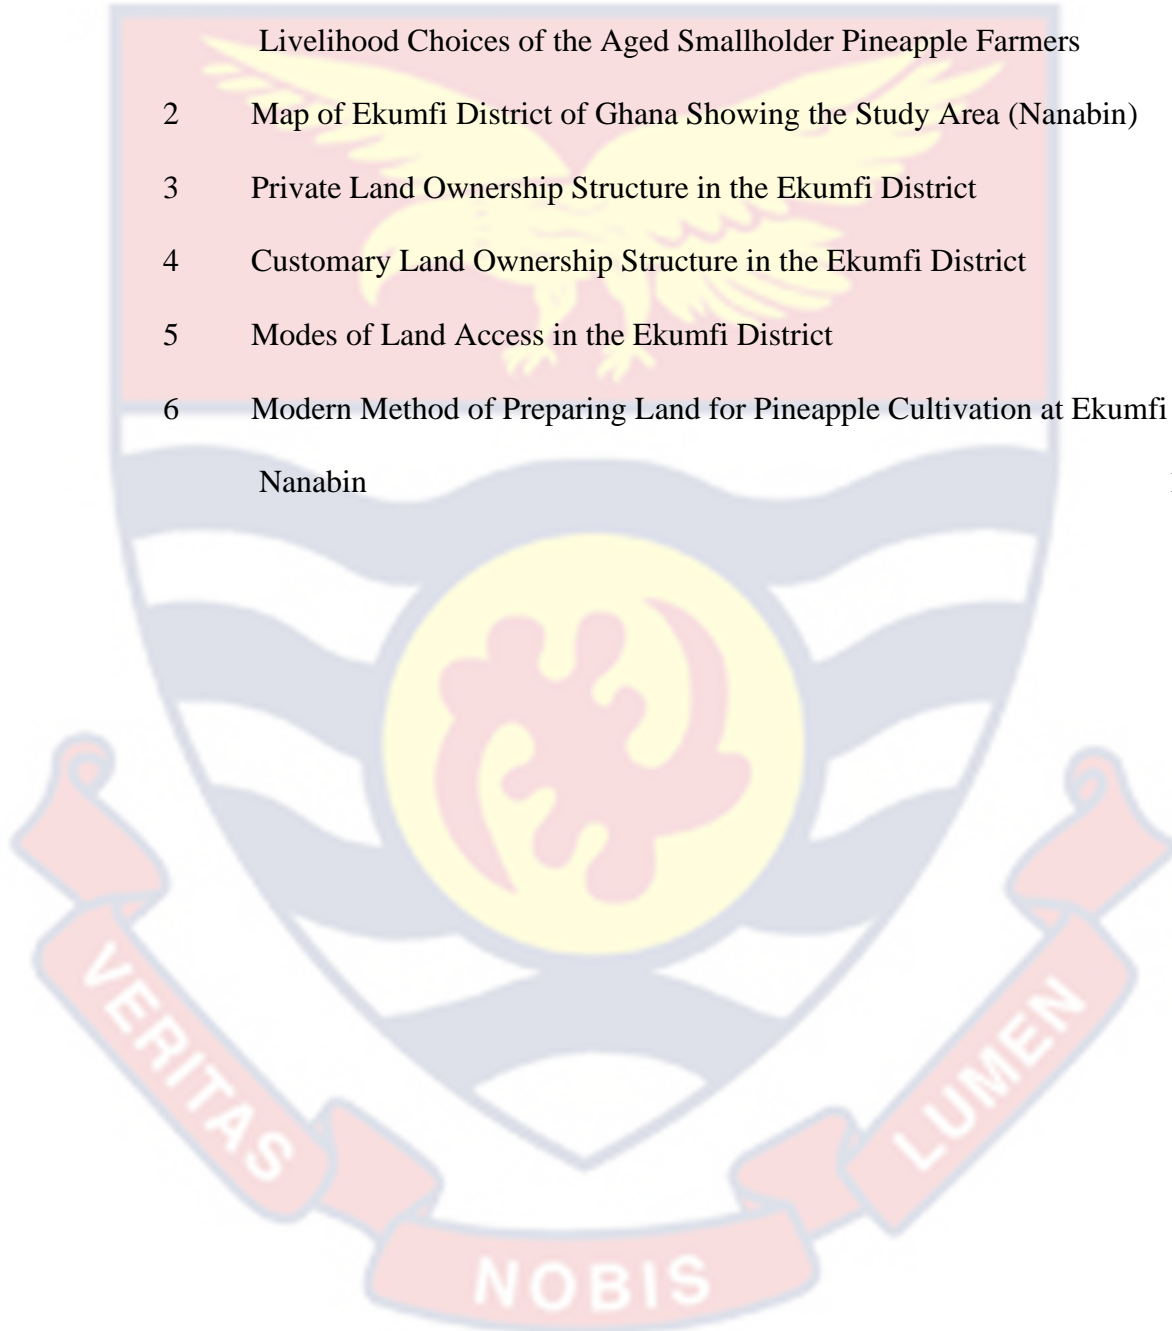 Livelihood Choices of the Aged Smallholder Pineapple Farmers
2 Map of Ekumfi District of Ghana Showing the Study Area (Nanabin)
3 Private Land Ownership Structure in the Ekumfi District
4 Customary Land Ownership Structure in the Ekumfi District
5 Modes of Land Access in the Ekumfi District
6 Modern Method of Preparing Land for Pineapple Cultivation at Ekumfi
Nanabin
VERITAS
NOBIS
LUMEN